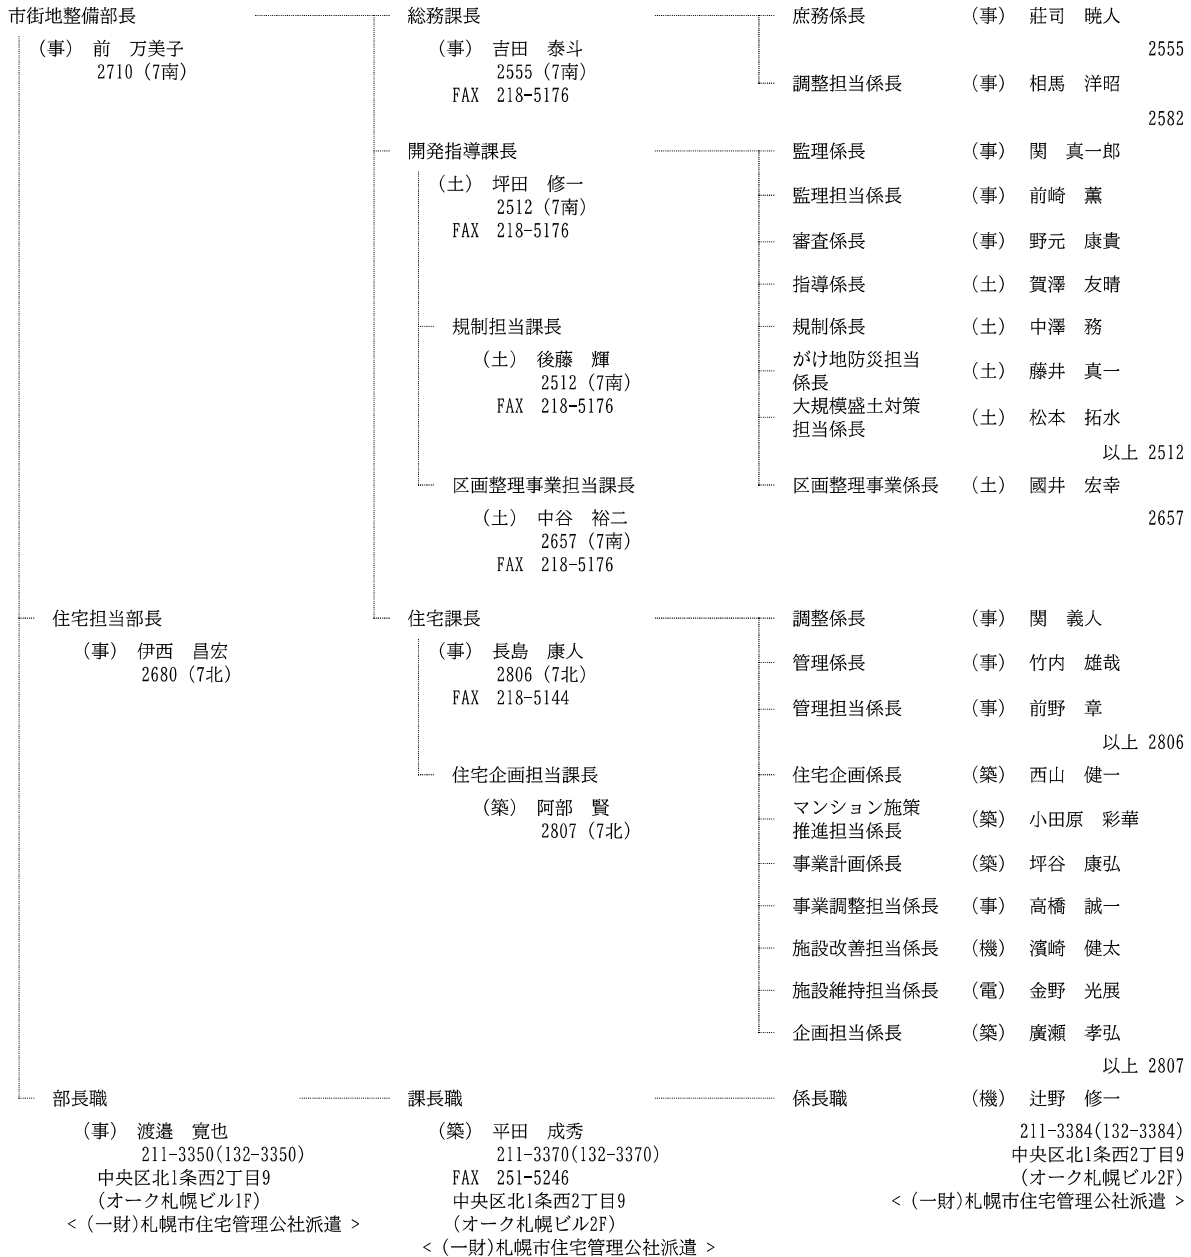 市街地整備部長　総務課長　庶務係長　（事）　莊司　暁人
（事）　前　万美子　（事）　吉田　泰斗　2555
2710（7南）　2555（7南）
FAX　218-5176　調整担当係長　（事）　相馬　洋昭
2582
開発指導課長　監理係長　（事）　関　真一郎
（土）　坪田　修一　監理担当係長　（事）　前崎　薫
2512（7南）
FAX　218-5176　審査係長　（事）　野元　康貴
指導係長　（土）　賀澤　友晴
規制担当課長　規制係長　（土）　中澤　務
（土）　後藤　輝　がけ地防災担当
係長　（土）　藤井　真一
2512（7南）
FAX　218-5176　大規模盛土対策
担当係長　（土）　松本　拓水
以上 2512
区画整理事業担当課長　区画整理事業係長　（土）　國井　宏幸
（土）　中谷　裕二　2657
2657（7南）
FAX　218-5176
住宅担当部長　住宅課長　調整係長　（事）　関　義人
（事）　伊西　昌宏　（事）　長島　康人　管理係長　（事）　竹内　雄哉
2680（7北）　2806（7北）
FAX　218-5144　管理担当係長　（事）　前野　章
以上 2806
住宅企画担当課長　住宅企画係長　（築）　西山　健一
（築）　阿部　賢　マンション施策
推進担当係長　（築）　小田原　彩華
2807（7北）
事業計画係長　（築）　坪谷　康弘
事業調整担当係長　（事）　高橋　誠一
施設改善担当係長　（機）　濱崎　健太
施設維持担当係長　（電）　金野　光展
企画担当係長　（築）　廣瀬　孝弘
以上 2807
部長職　課長職　係長職　（機）　辻野　修一
（事）　渡邉　寛也　（築）　平田　成秀　211-3384(132-3384)
211-3350(132-3350)　211-3370(132-3370)　中央区北1条西2丁目9
中央区北1条西2丁目9　FAX　251-5246　(オーク札幌ビル2F)
(オーク札幌ビル1F)　中央区北1条西2丁目9　＜（一財)札幌市住宅管理公社派遣 ＞
＜（一財)札幌市住宅管理公社派遣 ＞　(オーク札幌ビル2F)
＜（一財)札幌市住宅管理公社派遣 ＞